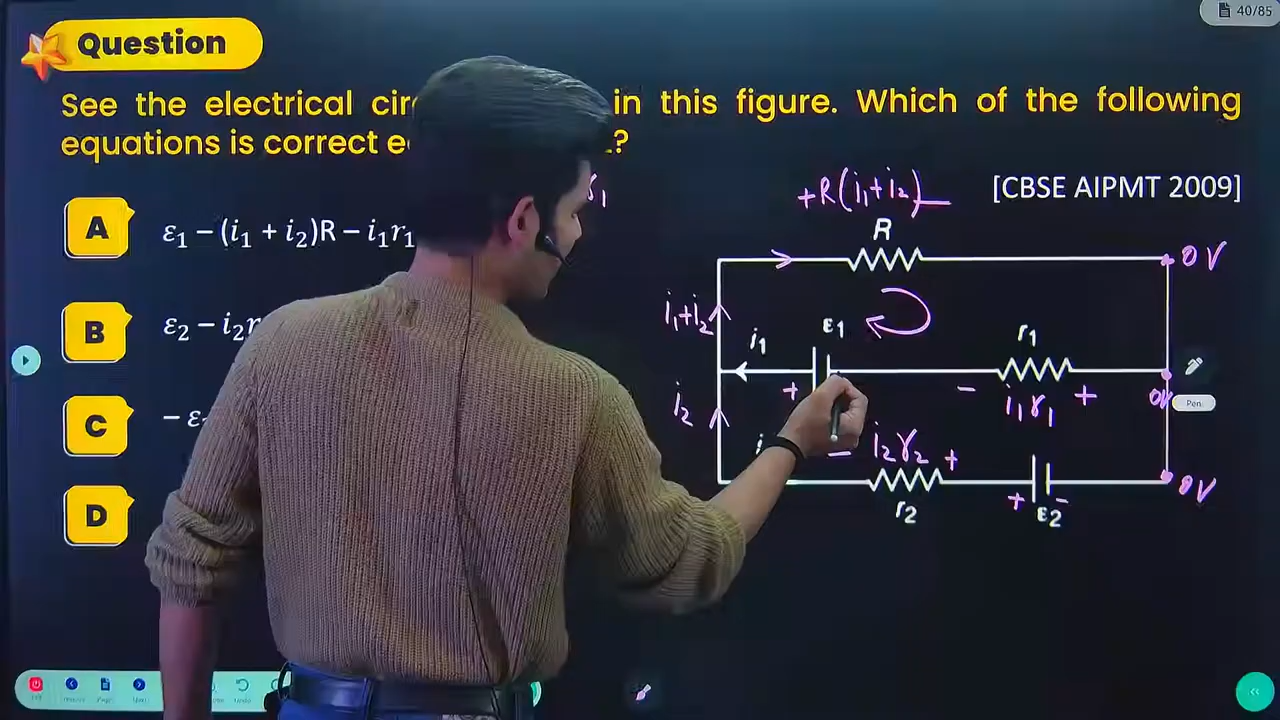 40/85
Question
See the electrical in this figure. Which of the following
equations is correct
[CBSE AIPMT 2009]
A
ε₁ − (i₁ + i₂)R − i₁r₁
B
ε₂ − i₂r
C
D
+R(i₁+i₂)
R
0V
i₁+i₂
ε₁
i₁
r₁
+
−
i₁r₁
+
0V
Pen
i₂
−
i₂r₂
+
r₂
+
ε₂
−
0V